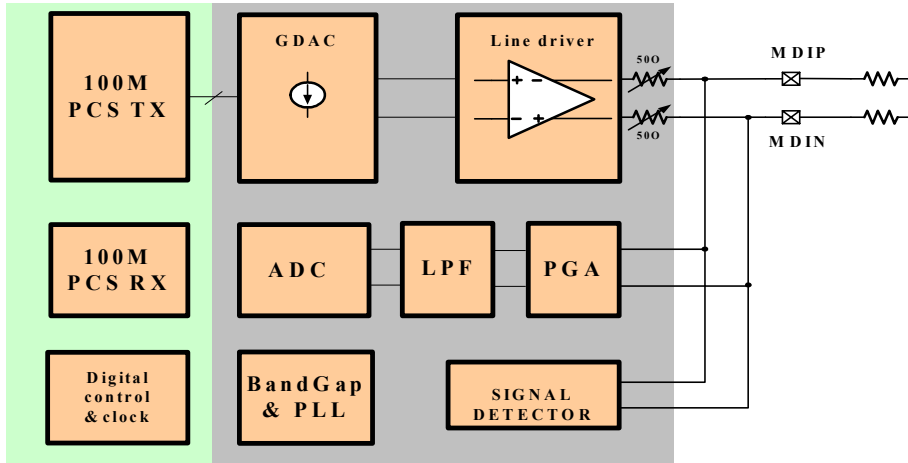 100M
PCS TX
GDAC
Line driver
50O
50O
MDIP
MDIN
100M
PCS RX
ADC
LPF
PGA
Digital
control
& clock
BandGap
& PLL
SIGNAL
DETECTOR